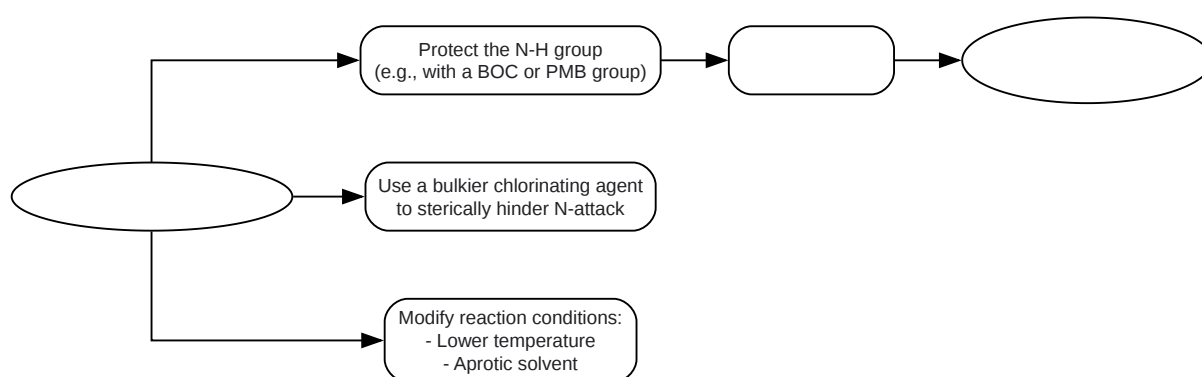 Protect the N-H group
(e.g., with a BOC or PMB group)
Use a bulkier chlorinating agent
to sterically hinder N-attack
Modify reaction conditions:
- Lower temperature
- Aprotic solvent